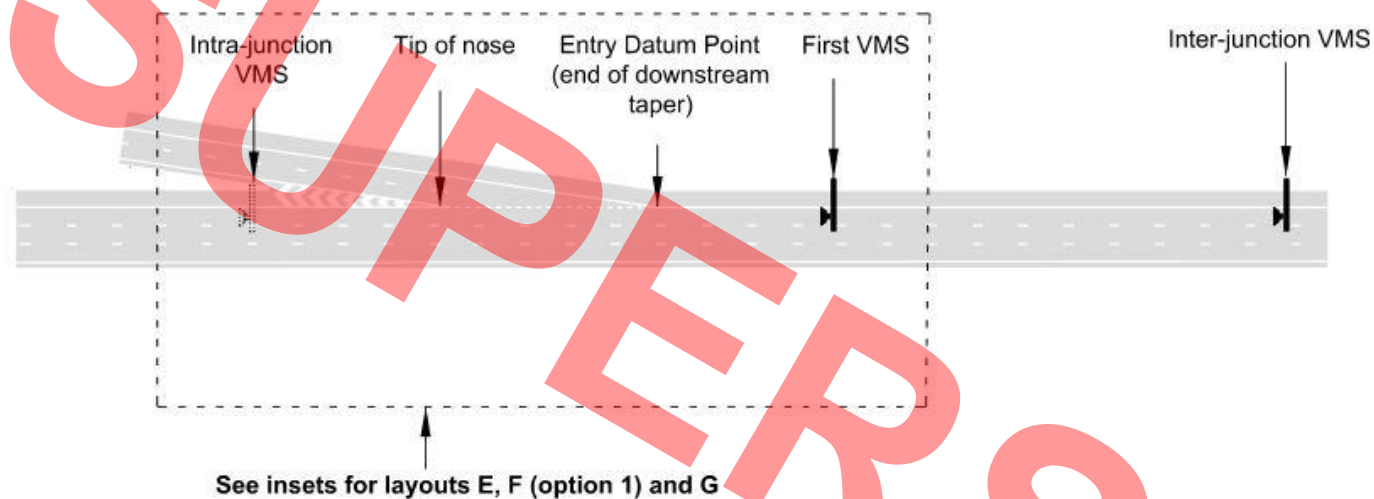 Intra-junction
VMS
Tip of nose
Entry Datum Point
(end of downstream
taper)
First VMS
Inter-junction VMS
See insets for layouts E, F (option 1) and G
SUPERS